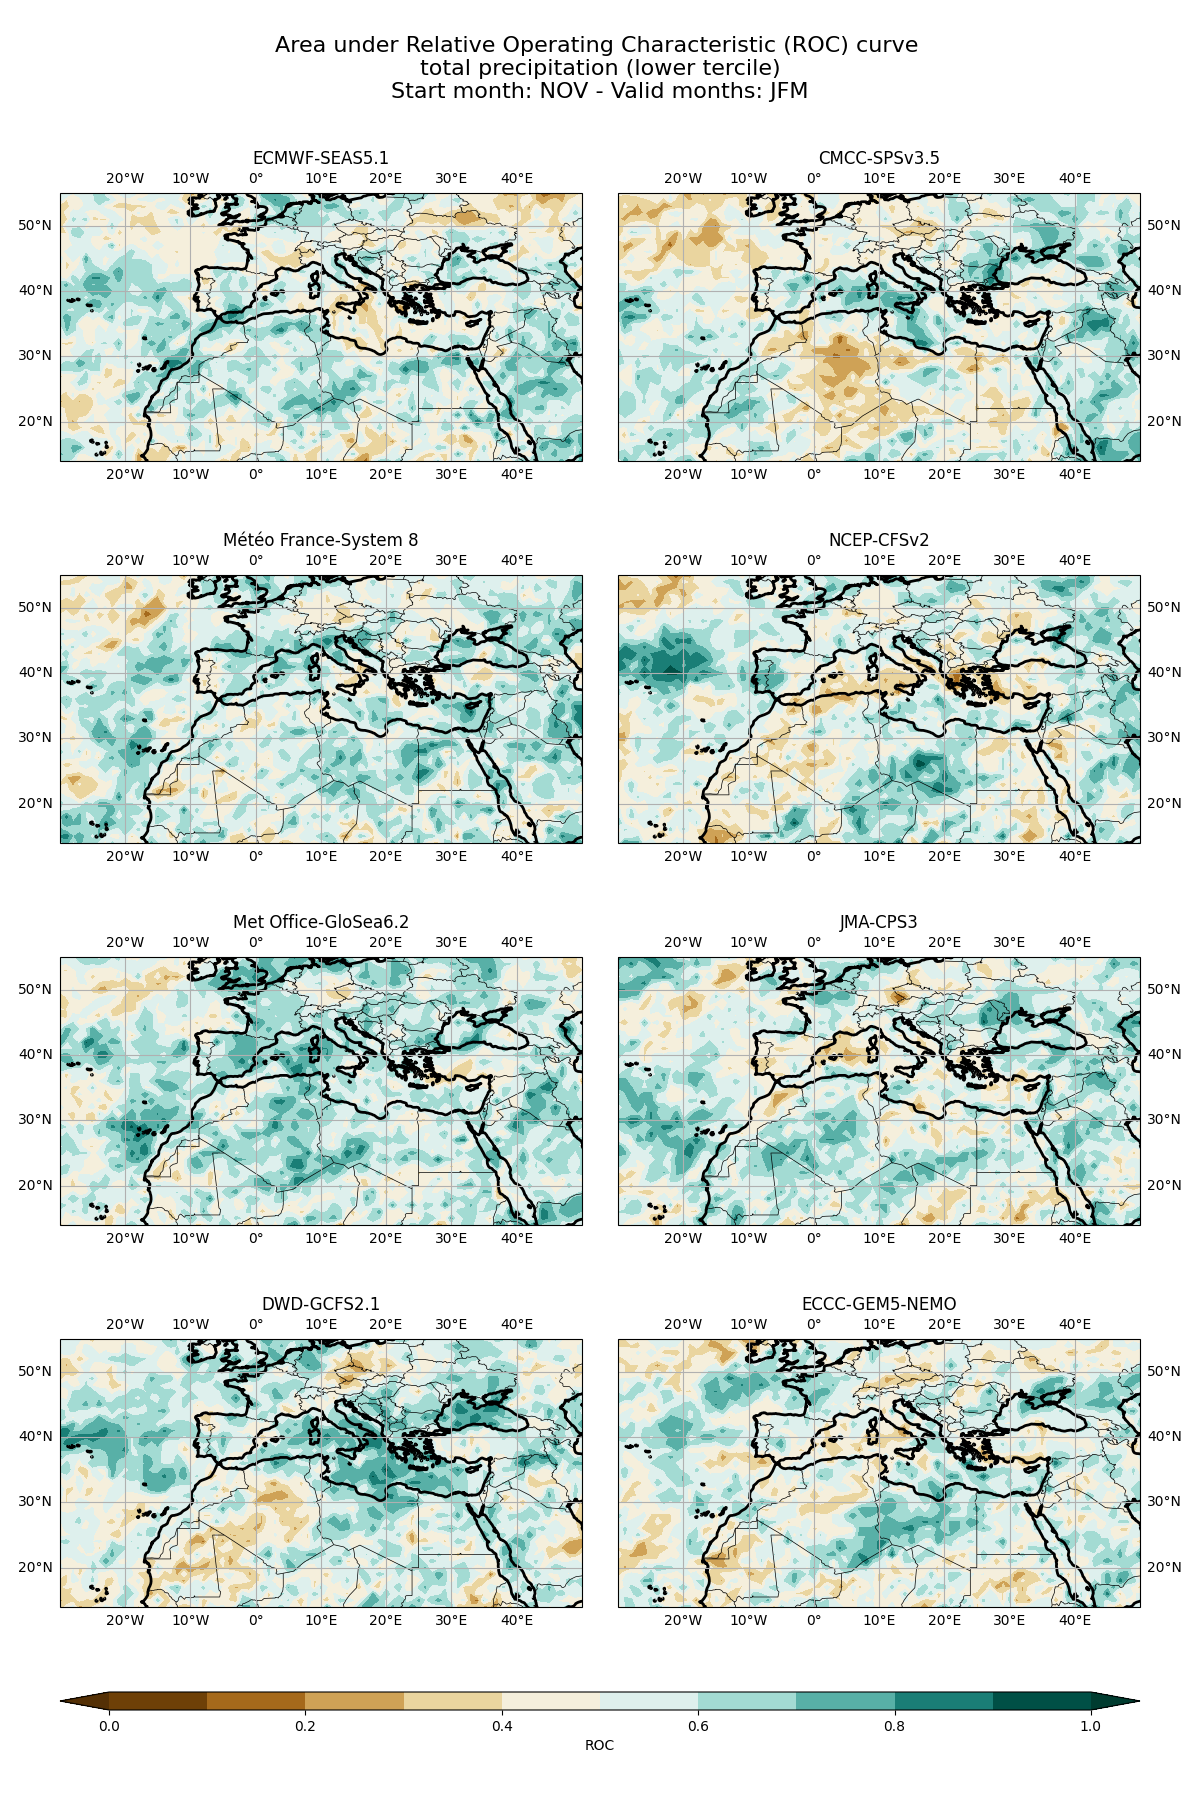 Area under Relative Operating Characteristic (ROC) curve
total precipitation (lower tercile)
Start month: NOV - Valid months: JFM
ECMWF-SEAS5.1
20°W 10°W 0° 10°E 20°E 30°E 40°E
50°N
40°N
30°N
20°N
20°W 10°W 0° 10°E 20°E 30°E 40°E
CMCC-SPSv3.5
20°W 10°W 0° 10°E 20°E 30°E 40°E
50°N
40°N
30°N
20°N
20°W 10°W 0° 10°E 20°E 30°E 40°E
Météo France-System 8
20°W 10°W 0° 10°E 20°E 30°E 40°E
50°N
40°N
30°N
20°N
20°W 10°W 0° 10°E 20°E 30°E 40°E
NCEP-CFSv2
20°W 10°W 0° 10°E 20°E 30°E 40°E
50°N
40°N
30°N
20°N
20°W 10°W 0° 10°E 20°E 30°E 40°E
Met Office-GloSea6.2
20°W 10°W 0° 10°E 20°E 30°E 40°E
50°N
40°N
30°N
20°N
20°W 10°W 0° 10°E 20°E 30°E 40°E
JMA-CPS3
20°W 10°W 0° 10°E 20°E 30°E 40°E
50°N
40°N
30°N
20°N
20°W 10°W 0° 10°E 20°E 30°E 40°E
DWD-GCFS2.1
20°W 10°W 0° 10°E 20°E 30°E 40°E
50°N
40°N
30°N
20°N
20°W 10°W 0° 10°E 20°E 30°E 40°E
ECCC-GEM5-NEMO
20°W 10°W 0° 10°E 20°E 30°E 40°E
50°N
40°N
30°N
20°N
20°W 10°W 0° 10°E 20°E 30°E 40°E
0.0 0.2 0.4 0.6 0.8 1.0
ROC